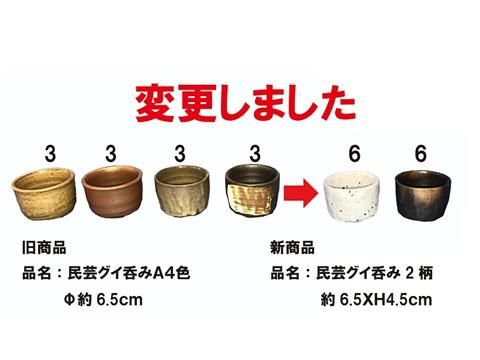 変更しました
3 3 3 3 6 6
旧商品 新商品
品名：民芸グイ呑みA4色 品名：民芸グイ呑み２柄
Φ約6.5cm 約6.5XH4.5cm